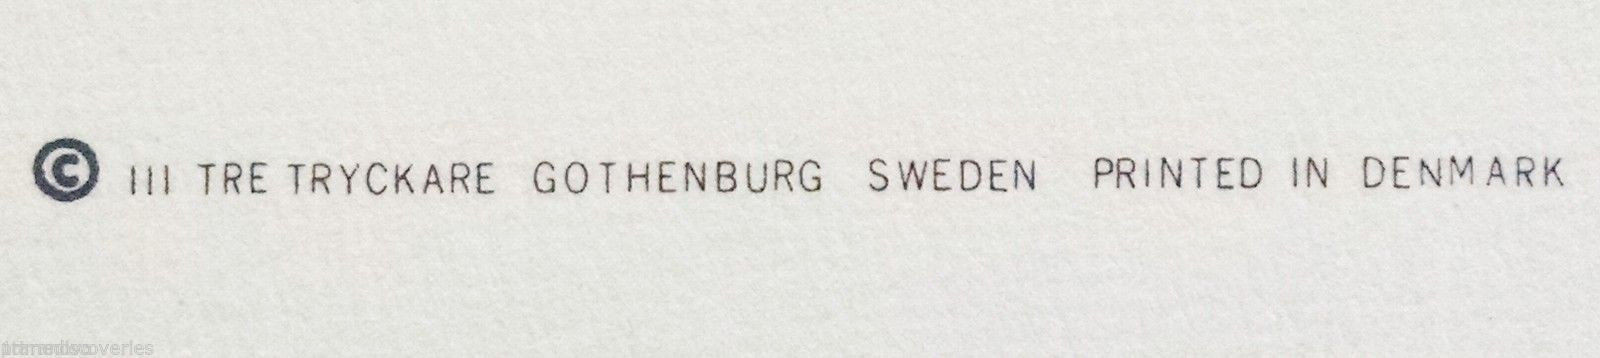 © III TRE TRYCKARE GOTHENBURG SWEDEN PRINTED IN DENMARK